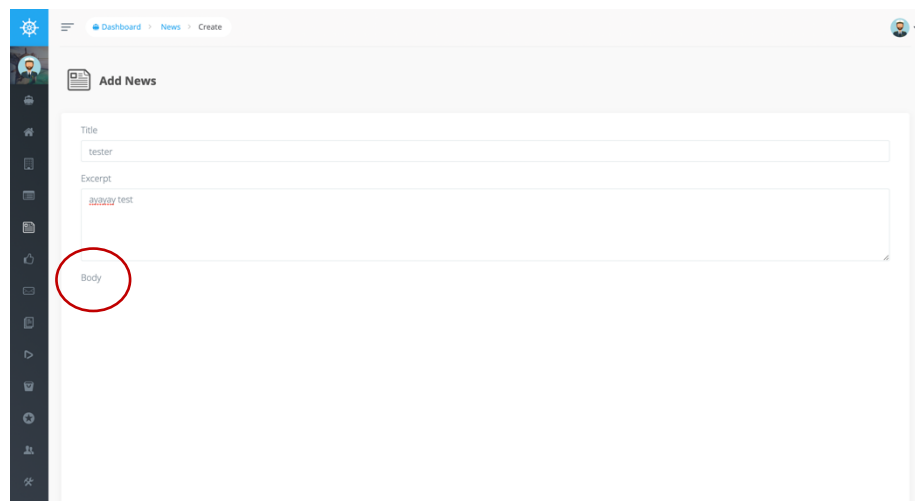 Dashboard > News > Create
Add News
Title
tester
Excerpt
ayayay test
Body